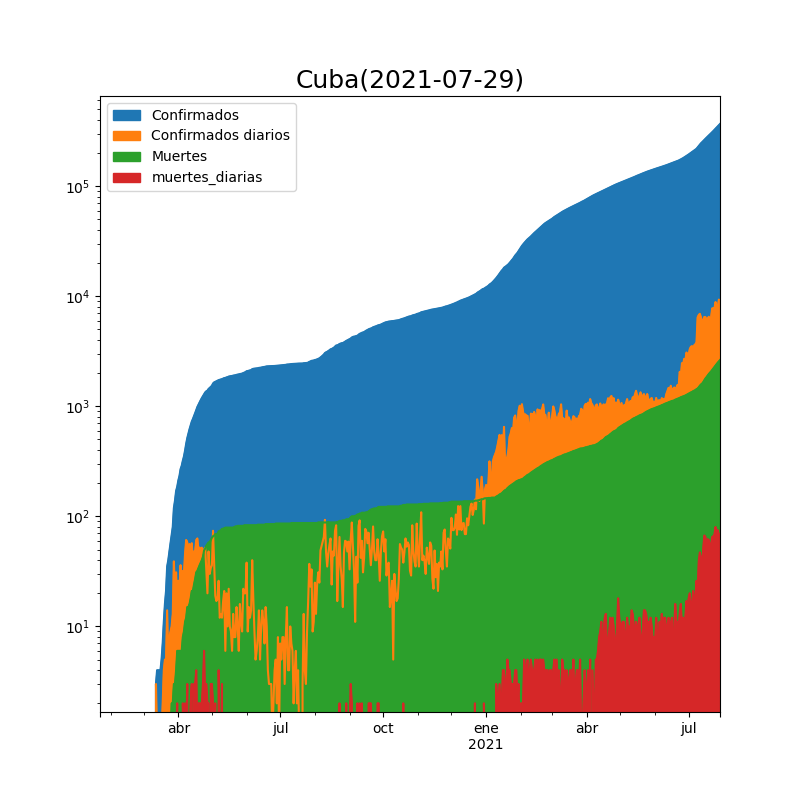 Cuba(2021-07-29)
Confirmados
Confirmados diarios
Muertes
muertes_diarias
10^5
10^4
10^3
10^2
10^1
abr jul oct ene abr jul
2021